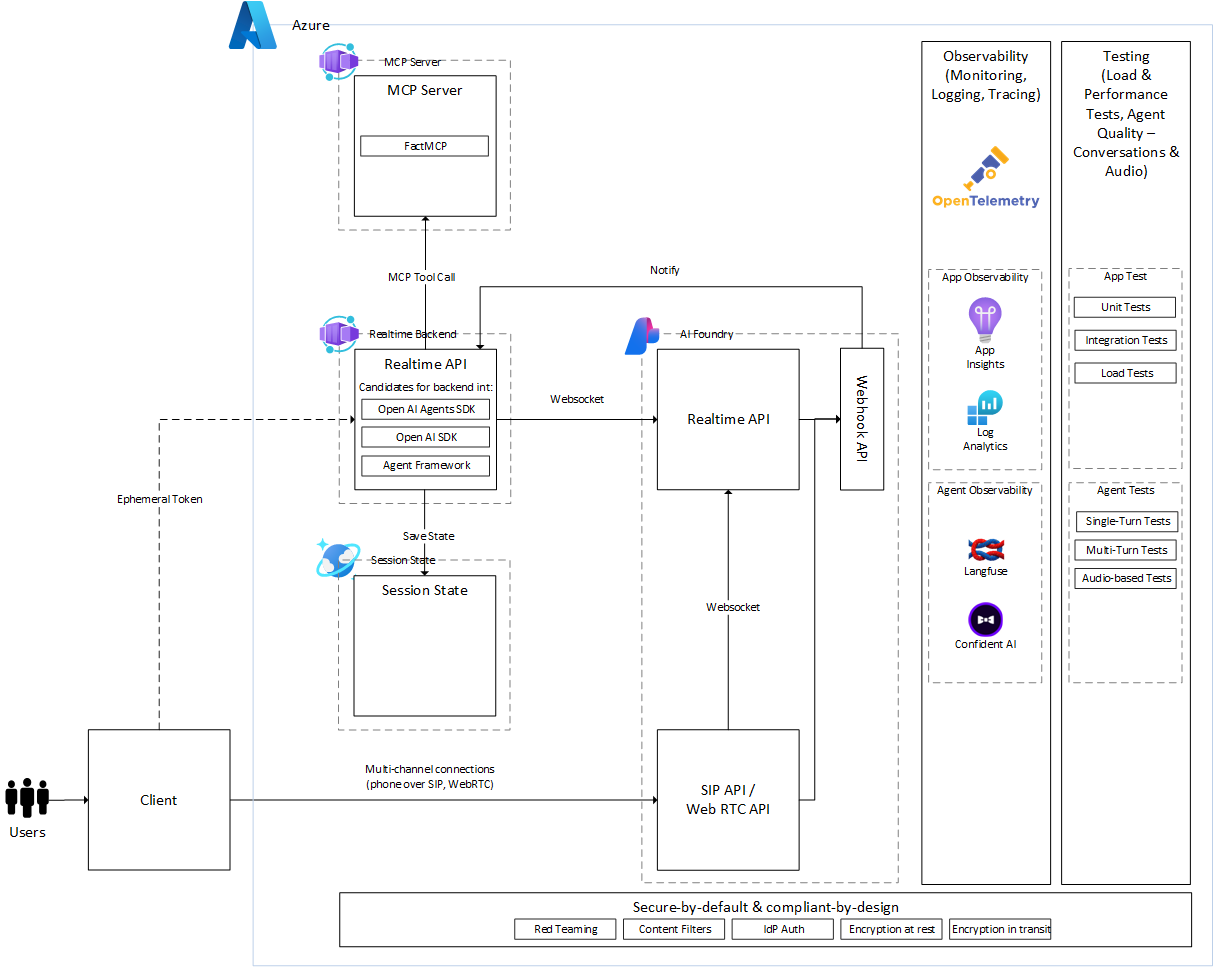 Azure
MCP Server
MCP Server
FactMCP
MCP Tool Call
Notify
Realtime Backend
Realtime API
Candidates for backend int:
Open AI Agents SDK
Open AI SDK
Agent Framework
Websocket
AI Foundry
Realtime API
Webhook API
Ephemeral Token
Save State
Session State
Session State
Websocket
Users
Client
Multi-channel connections
(phone over SIP, WebRTC)
SIP API /
Web RTC API
Observability
(Monitoring,
Logging, Tracing)
OpenTelemetry
App Observability
App
Insights
Log
Analytics
Agent Observability
Langfuse
Confident AI
Testing
(Load &
Performance
Tests, Agent
Quality –
Conversations &
Audio)
App Test
Unit Tests
Integration Tests
Load Tests
Agent Tests
Single-Turn Tests
Multi-Turn Tests
Audio-based Tests
Secure-by-default & compliant-by-design
Red Teaming
Content Filters
IdP Auth
Encryption at rest
Encryption in transit